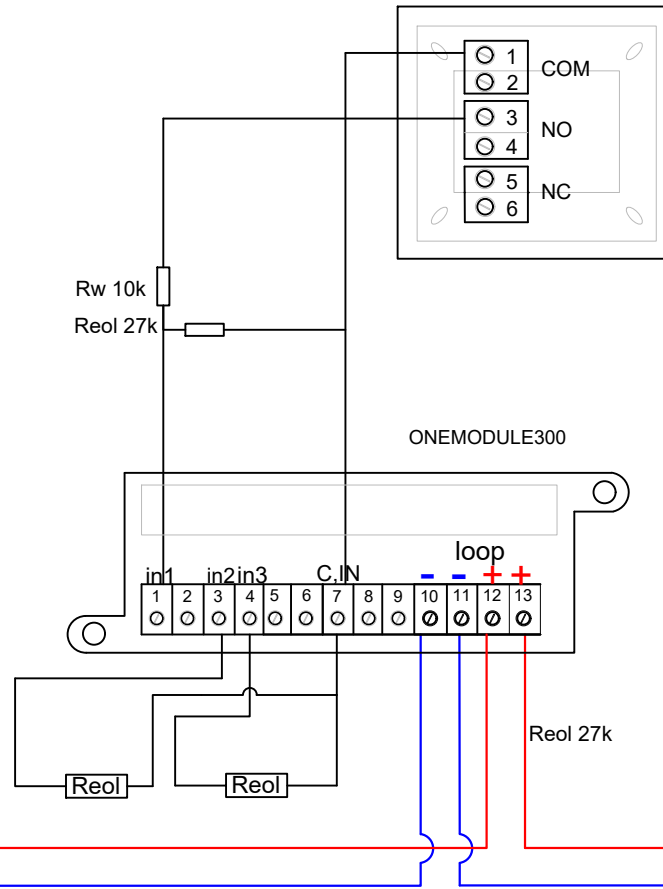 1
COM
2
3
NO
4
5
NC
6
Rw 10k
Reol 27k
ONEMODULE300
loop
in1 in2 in3 C,IN - - + +
1 2 3 4 5 6 7 8 9 10 11 12 13
Reol 27k
Reol Reol